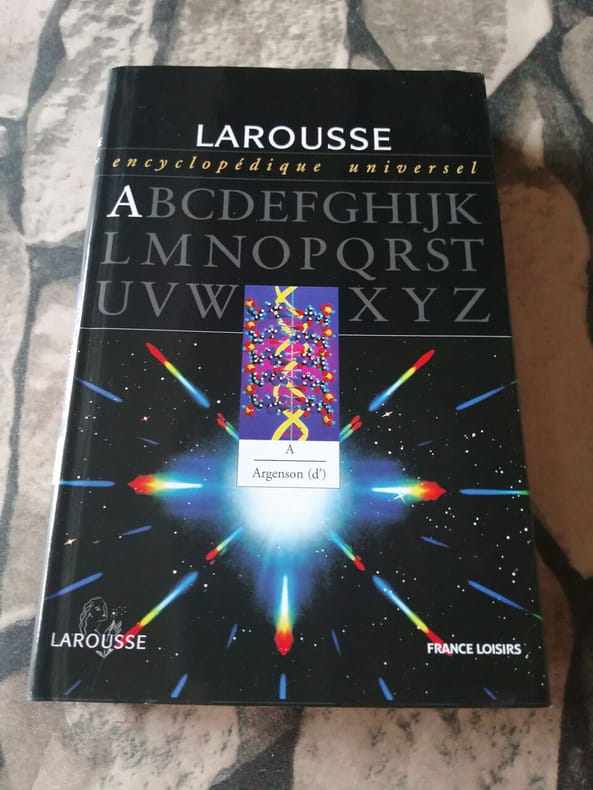 LAROUSSE
encyclopédique universel
ABCDEFGHIJK
LMNOPQRST
UVW XYZ
A
Argenson (d')
LAROUSSE
FRANCE LOISIRS